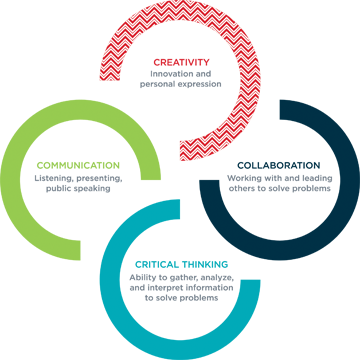 CREATIVITY
Innovation and
personal expression
COMMUNICATION
Listening, presenting,
public speaking
COLLABORATION
Working with and leading
others to solve problems
CRITICAL THINKING
Ability to gather, analyze,
and interpret information
to solve problems